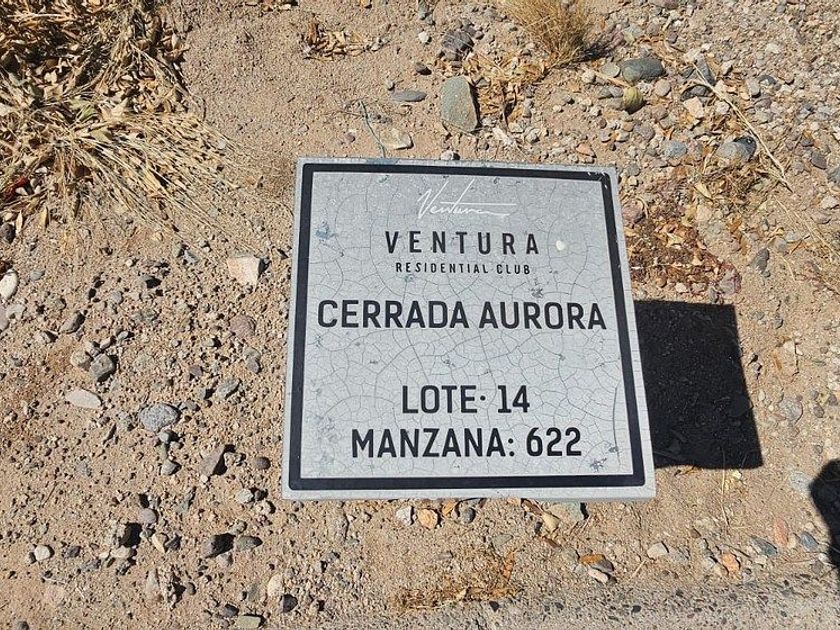 Ventura
VENTURA
RESIDENTIAL CLUB
CERRADA AURORA
LOTE· 14
MANZANA: 622